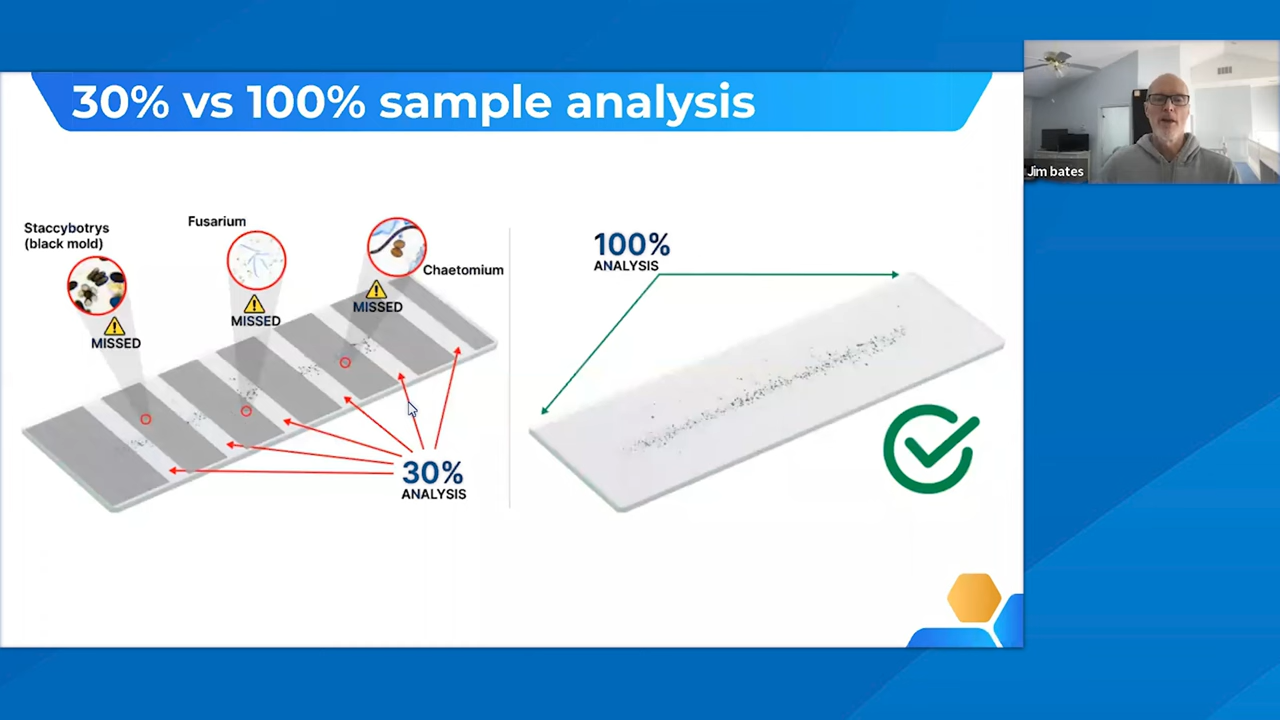 30% vs 100% sample analysis
Jim bates
Staccybotrys
(black mold)
MISSED
Fusarium
MISSED
Chaetomium
MISSED
30%
ANALYSIS
100%
ANALYSIS